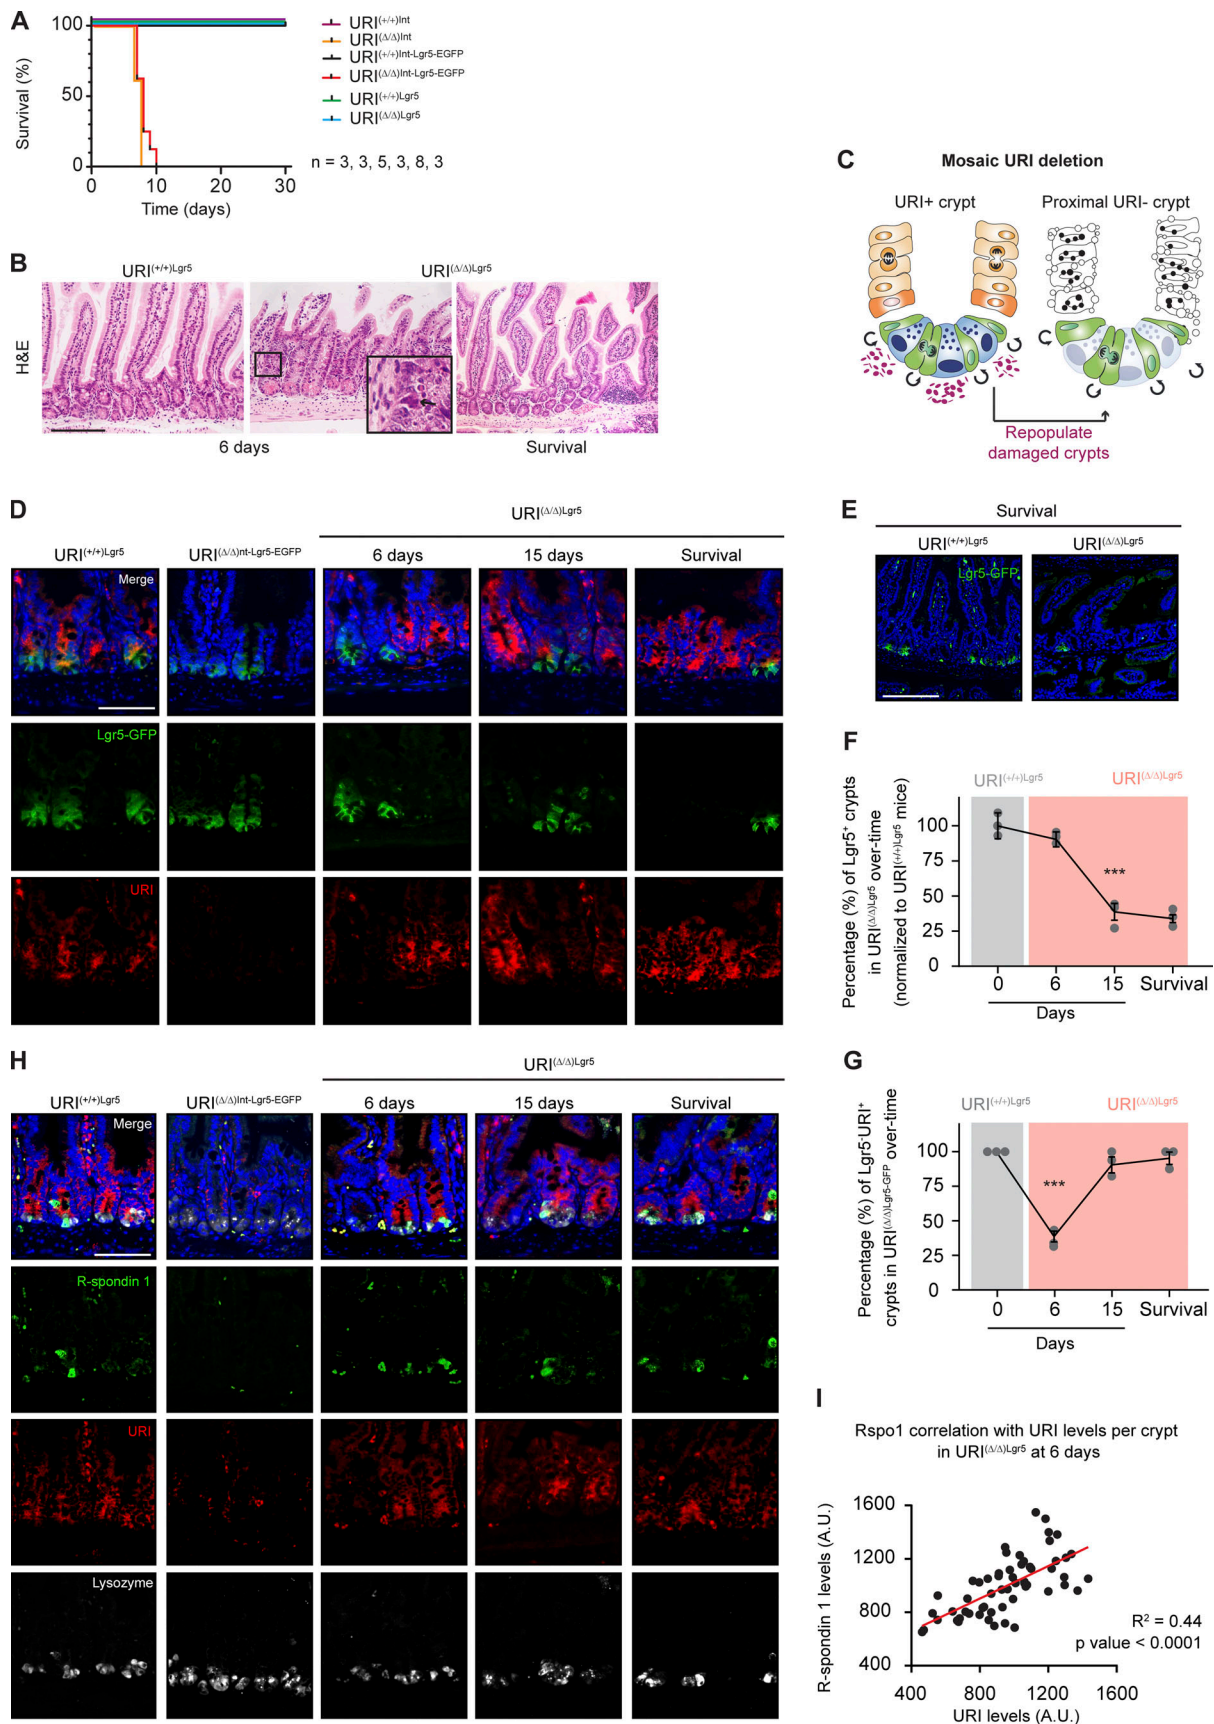 A
Survival (%)
100
50
0
0 10 20 30
Time (days)
URI(+/+)Int
URI(Δ/Δ)Int
URI(+/+)Int-Lgr5-EGFP
URI(Δ/Δ)Int-Lgr5-EGFP
URI(+/+)Lgr5
URI(Δ/Δ)Lgr5
n = 3, 3, 5, 3, 8, 3
B
URI(+/+)Lgr5 URI(Δ/Δ)Lgr5
H&E
6 days Survival
C
Mosaic URI deletion
URI+ crypt Proximal URI- crypt
Repopulate
damaged crypts
D
URI(Δ/Δ)Lgr5
URI(+/+)Lgr5 URI(Δ/Δ)nt-Lgr5-EGFP 6 days 15 days Survival
Merge
Lgr5-GFP
URI
E
Survival
URI(+/+)Lgr5 URI(Δ/Δ)Lgr5
Lgr5-GFP
F
URI(+/+)Lgr5 URI(Δ/Δ)Lgr5
Percentage (%) of Lgr5+ crypts
in URI(Δ/Δ)Lgr5 over-time
(normalized to URI(+/+)Lgr5 mice)
100
75
50
25
0
***
0 6 15 Survival
Days
G
URI(+/+)Lgr5 URI(Δ/Δ)Lgr5
Percentage (%) of Lgr5-URI+
crypts in URI(Δ/Δ)Lgr5-GFP over-time
100
75
50
25
0
***
0 6 15 Survival
Days
H
URI(Δ/Δ)Lgr5
URI(+/+)Lgr5 URI(Δ/Δ)Int-Lgr5-EGFP 6 days 15 days Survival
Merge
R-spondin 1
URI
Lysozyme
I
Rspo1 correlation with URI levels per crypt
in URI(Δ/Δ)Lgr5 at 6 days
R-spondin 1 levels (A.U.)
1600
1200
800
400
R2 = 0.44
p value < 0.0001
400 800 1200 1600
URI levels (A.U.)